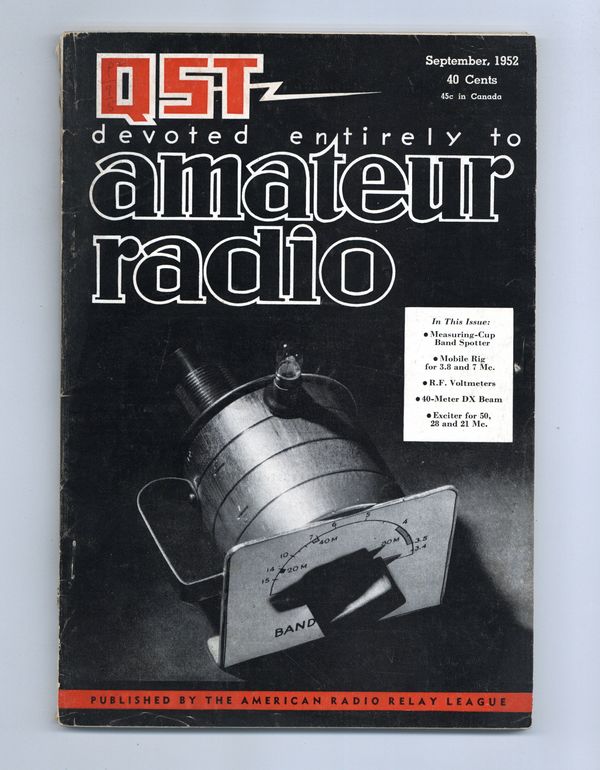 QST
September, 1952
40 Cents
45c in Canada
devoted entirely to
amateur
radio
In This Issue:
• Measuring-Cup
Band Spotter
• Mobile Rig
for 3.8 and 7 Mc.
• R.F. Voltmeters
• 40-Meter DX Beam
• Exciter for 50,
28 and 21 Mc.
4
5
6
7
40M
10
14
20M
15
3.5
3.4
BAND
PUBLISHED BY THE AMERICAN RADIO RELAY LEAGUE